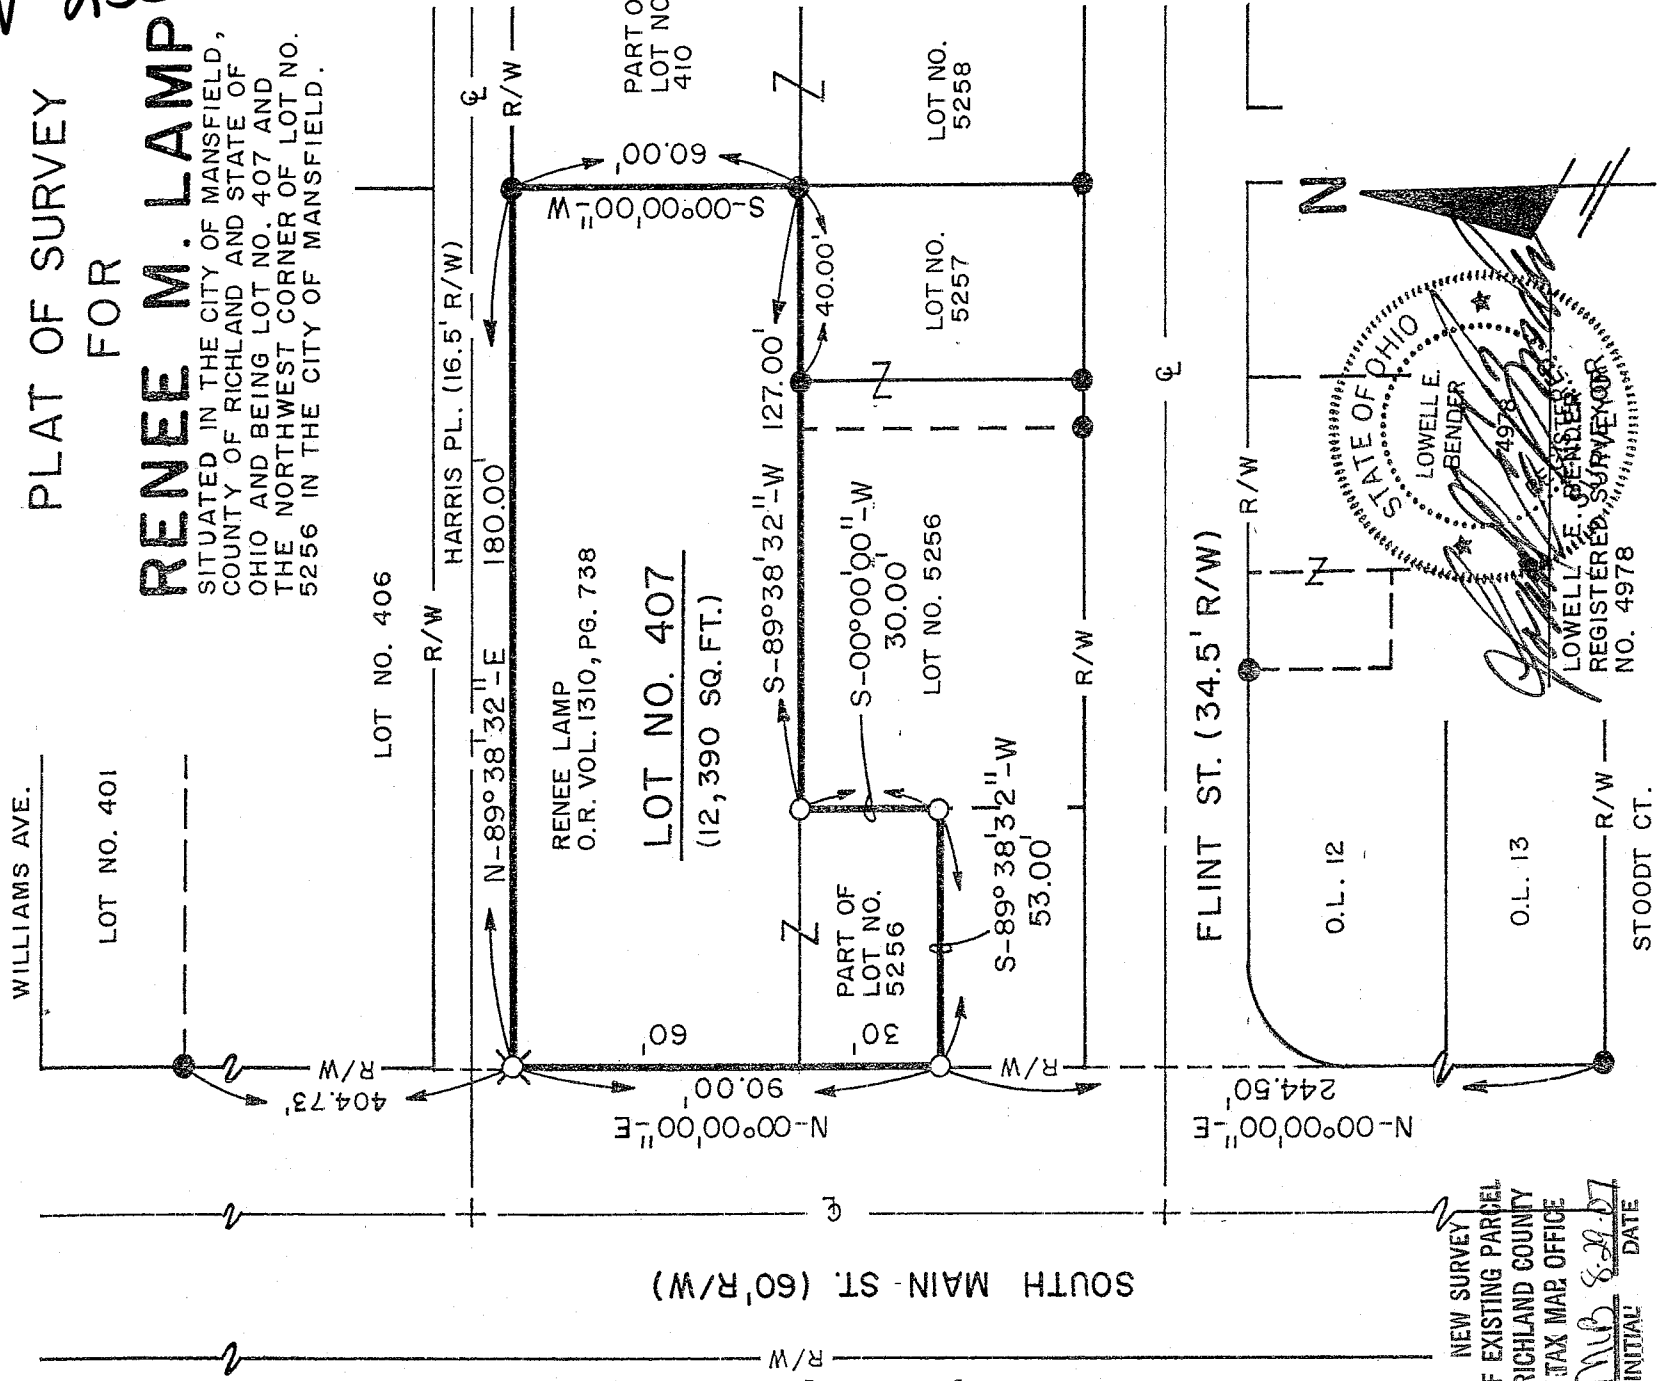 PLAT OF SURVEY
FOR
RENEE M. LAMP
SITUATED IN THE CITY OF MANSFIELD,
COUNTY OF RICHLAND AND STATE OF
OHIO AND BEING LOT NO. 407 AND
THE NORTHWEST CORNER OF LOT NO.
5256 IN THE CITY OF MANSFIELD.
WILLIAMS AVE.
LOT NO. 401
LOT NO. 406
R/W
R/W
404.73'
HARRIS PL. (16.5' R/W)
℄
R/W
N-89°38'32"-E 180.00'
RENEE LAMP
O.R. VOL. 1310, PG. 738
LOT NO. 407
(12,390 SQ.FT.)
PART O
LOT NO
410
60.00'
S-00°00'00"-W
60'
90.00'
N-00°00'00"-E
30'
S-89°38'32"-W 127.00'
40.00'
S-00°00'00"-W
30.00'
PART OF
LOT NO.
5256
S-89°38'32"-W
53.00'
LOT NO. 5256
LOT NO.
5257
LOT NO.
5258
R/W
R/W
℄
FLINT ST. (34.5' R/W)
R/W
244.50'
N-00°00'00"-E
O.L. 12
O.L. 13
R/W
STOODT CT.
℄
SOUTH MAIN ST. (60' R/W)
R/W
N
STATE OF OHIO
LOWELL E.
BENDER
4978
LOWELL E. BENDER
REGISTERED SURVEYOR
NO. 4978
NEW SURVEY
F EXISTING PARCEL
RICHLAND COUNTY
TAX MAP OFFICE
8-29-07
INITIAL DATE